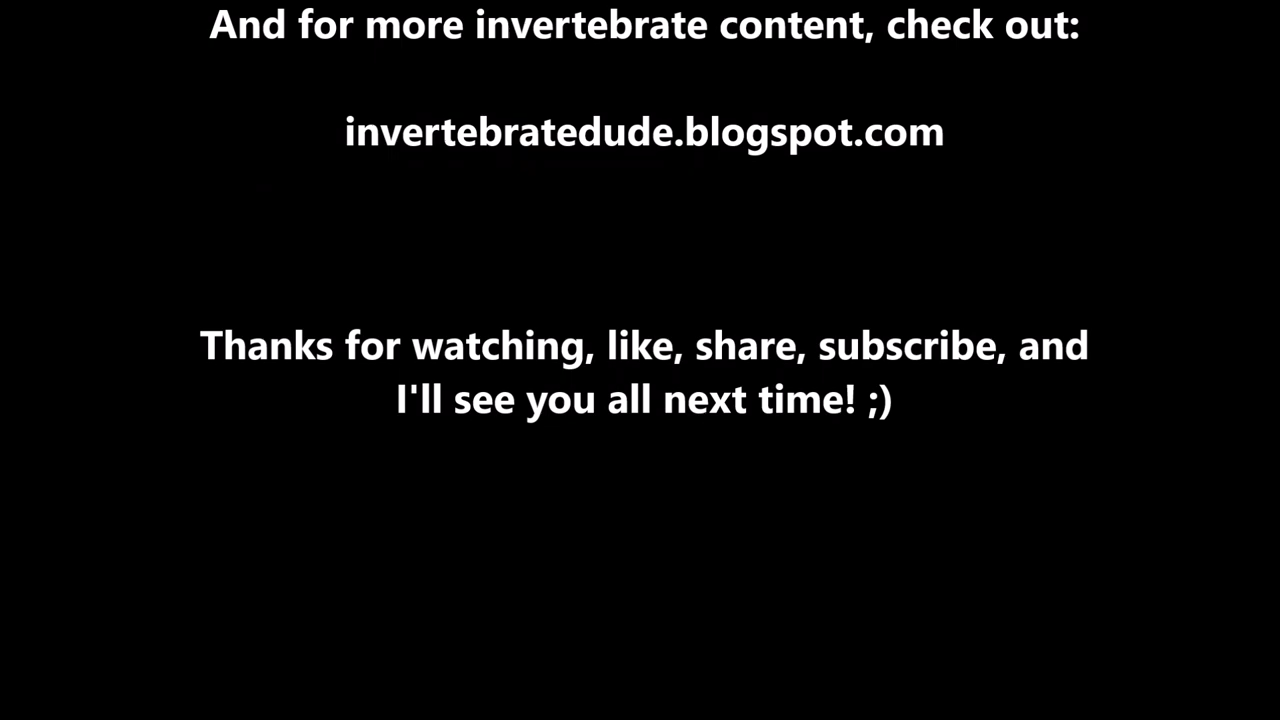 And for more invertebrate content, check out:
invertebratedude.blogspot.com
Thanks for watching, like, share, subscribe, and
I'll see you all next time! ;)